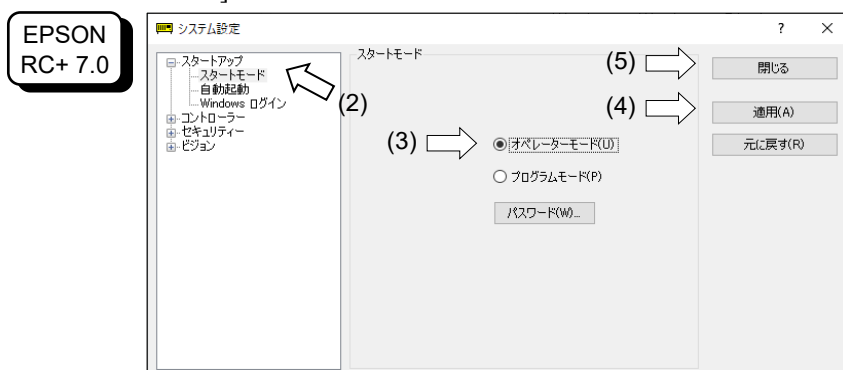 EPSON
RC+ 7.0
システム設定
スタートアップ
スタートモード
自動起動
Windows ログイン
コントローラー
セキュリティー
ビジョン
(2)
スタートモード
(3)
オペレーターモード(U)
プログラムモード(P)
パスワード(W)...
(5)
閉じる
(4)
適用(A)
元に戻す(R)